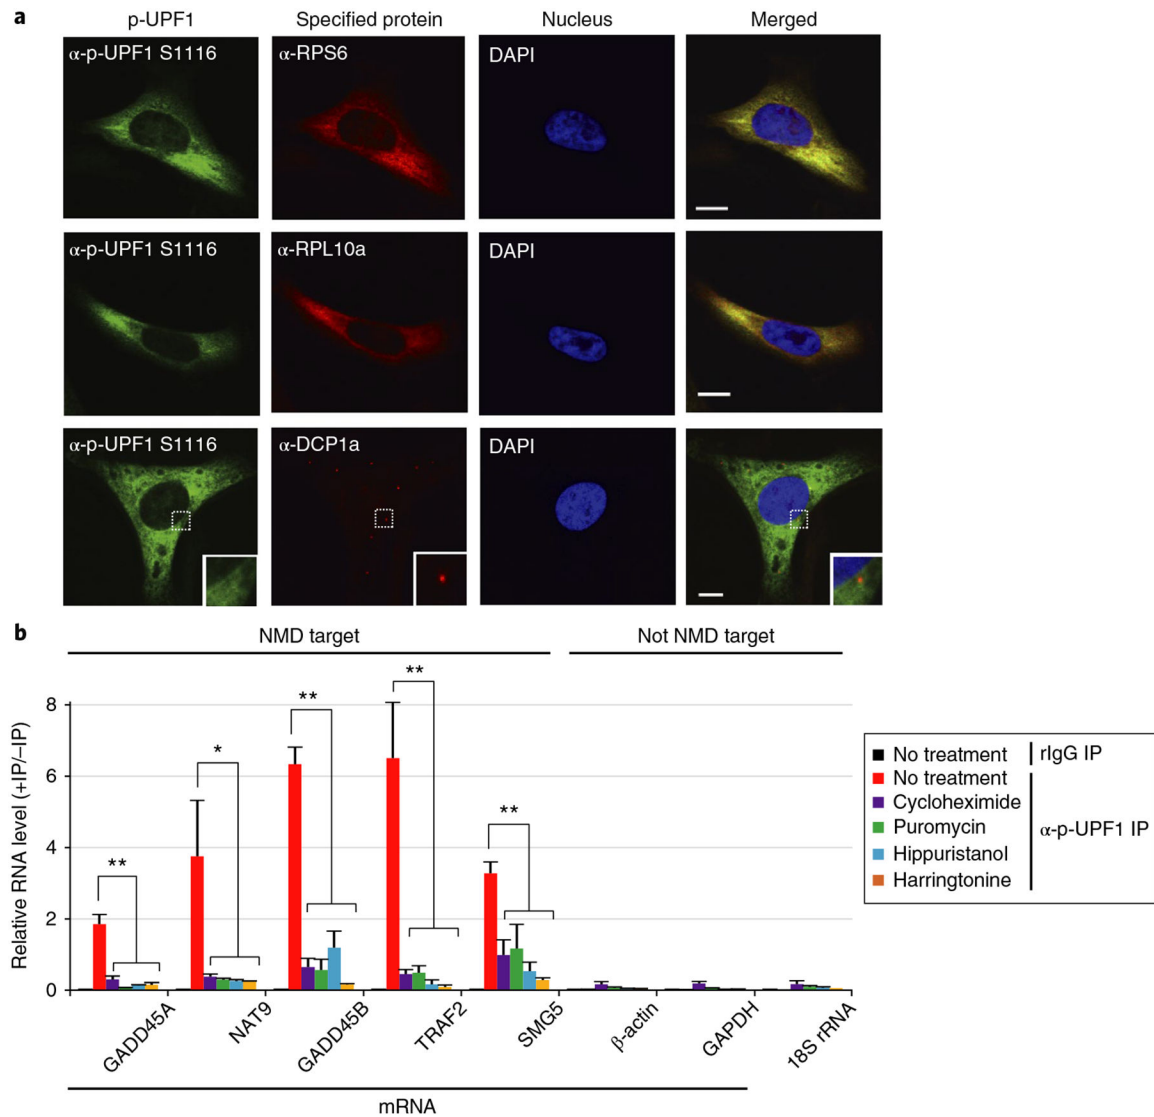 a
p-UPF1 Specified protein Nucleus Merged
α-p-UPF1 S1116 α-RPS6 DAPI
α-p-UPF1 S1116 α-RPL10a DAPI
α-p-UPF1 S1116 α-DCP1a DAPI
b
NMD target Not NMD target
Relative RNA level (+IP/–IP)
8
6
4
2
0
** * ** ** **
No treatment rIgG IP
No treatment
Cycloheximide
Puromycin α-p-UPF1 IP
Hippuristanol
Harringtonine
GADD45A NAT9 GADD45B TRAF2 SMG5 β-actin GAPDH 18S rRNA
mRNA